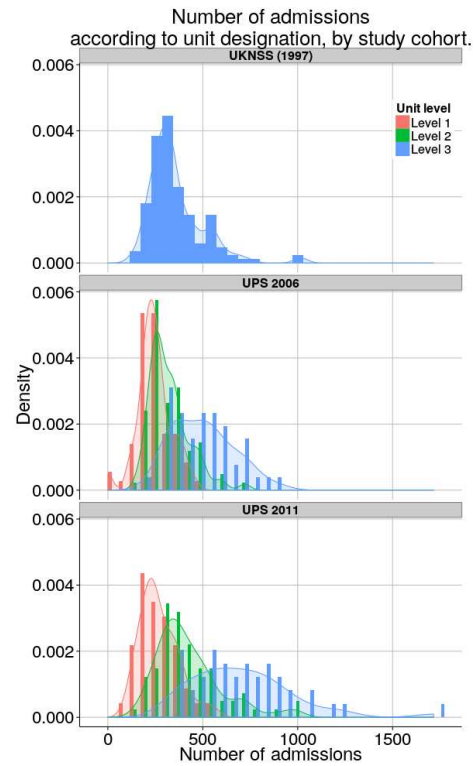 Number of admissions
according to unit designation, by study cohort.
UKNSS (1997)
0.006
0.004
0.002
0.000
Unit level
Level 1
Level 2
Level 3
UPS 2006
0.006
0.004
0.002
0.000
Density
UPS 2011
0.006
0.004
0.002
0.000
0
500
1000
1500
Number of admissions